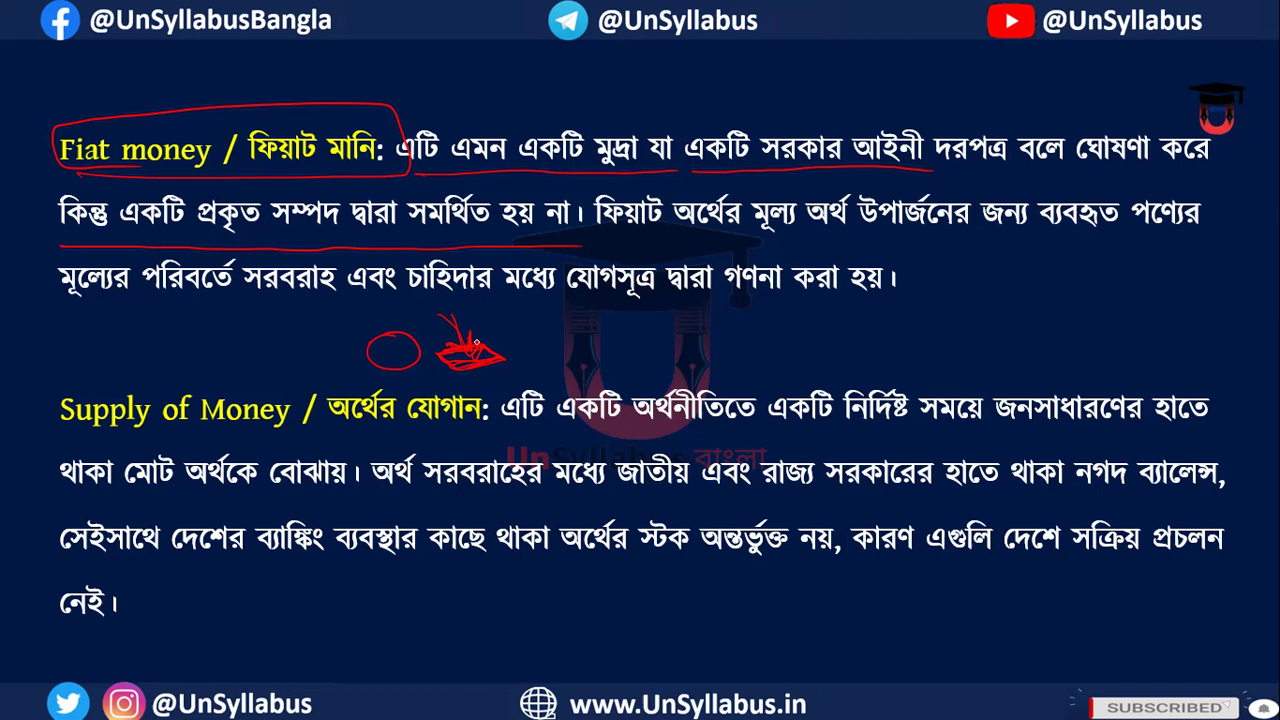 @UnSyllabusBangla @UnSyllabus @UnSyllabus
Fiat money / ফিয়াট মানি: এটি এমন একটি মুদ্রা যা একটি সরকার আইনী দরপত্র বলে ঘোষণা করে
কিন্তু একটি প্রকৃত সম্পদ দ্বারা সমর্থিত হয় না। ফিয়াট অর্থের মূল্য অর্থ উপার্জনের জন্য ব্যবহৃত পণ্যের
মূল্যের পরিবর্তে সরবরাহ এবং চাহিদার মধ্যে যোগসূত্র দ্বারা গণনা করা হয়।
Supply of Money / অর্থের যোগান: এটি একটি অর্থনীতিতে একটি নির্দিষ্ট সময়ে জনসাধারণের হাতে
UnSyllabus বাংলা
থাকা মোট অর্থকে বোঝায়। অর্থ সরবরাহের মধ্যে জাতীয় এবং রাজ্য সরকারের হাতে থাকা নগদ ব্যালেন্স,
সেইসাথে দেশের ব্যাঙ্কিং ব্যবস্থার কাছে থাকা অর্থের স্টক অন্তর্ভুক্ত নয়, কারণ এগুলি দেশে সক্রিয় প্রচলন
নেই।
@UnSyllabus www.UnSyllabus.in SUBSCRIBED